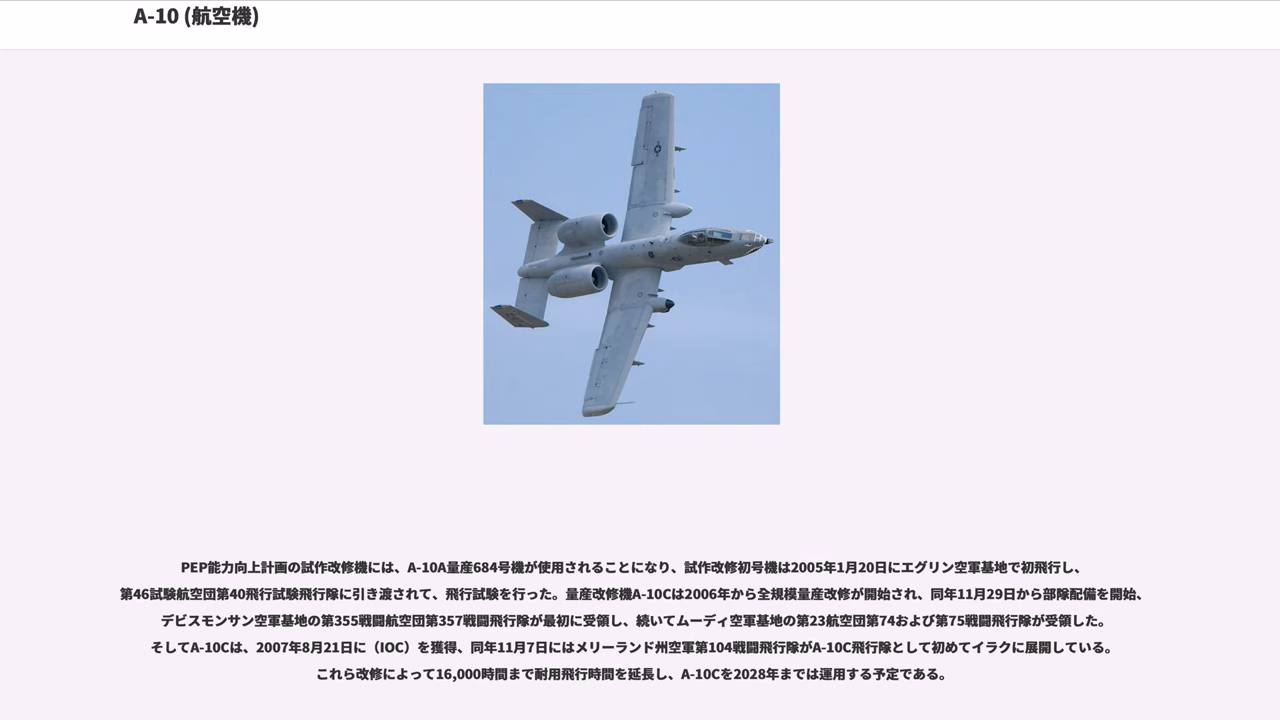 A-10 (航空機)
PEP能力向上計画の試作改修機には、A-10A量産684号機が使用されることになり、試作改修初号機は2005年1月20日にエグリン空軍基地で初飛行し、
第46試験航空団第40飛行試験飛行隊に引き渡されて、飛行試験を行った。量産改修機A-10Cは2006年から全規模量産改修が開始され、同年11月29日から部隊配備を開始、
デビスモンサン空軍基地の第355戦闘航空団第357戦闘飛行隊が最初に受領し、続いてムーディ空軍基地の第23航空団第74および第75戦闘飛行隊が受領した。
そしてA-10Cは、2007年8月21日に（IOC）を獲得、同年11月7日にはメリーランド州空軍第104戦闘飛行隊がA-10C飛行隊として初めてイラクに展開している。
これら改修によって16,000時間まで耐用飛行時間を延長し、A-10Cを2028年までは運用する予定である。